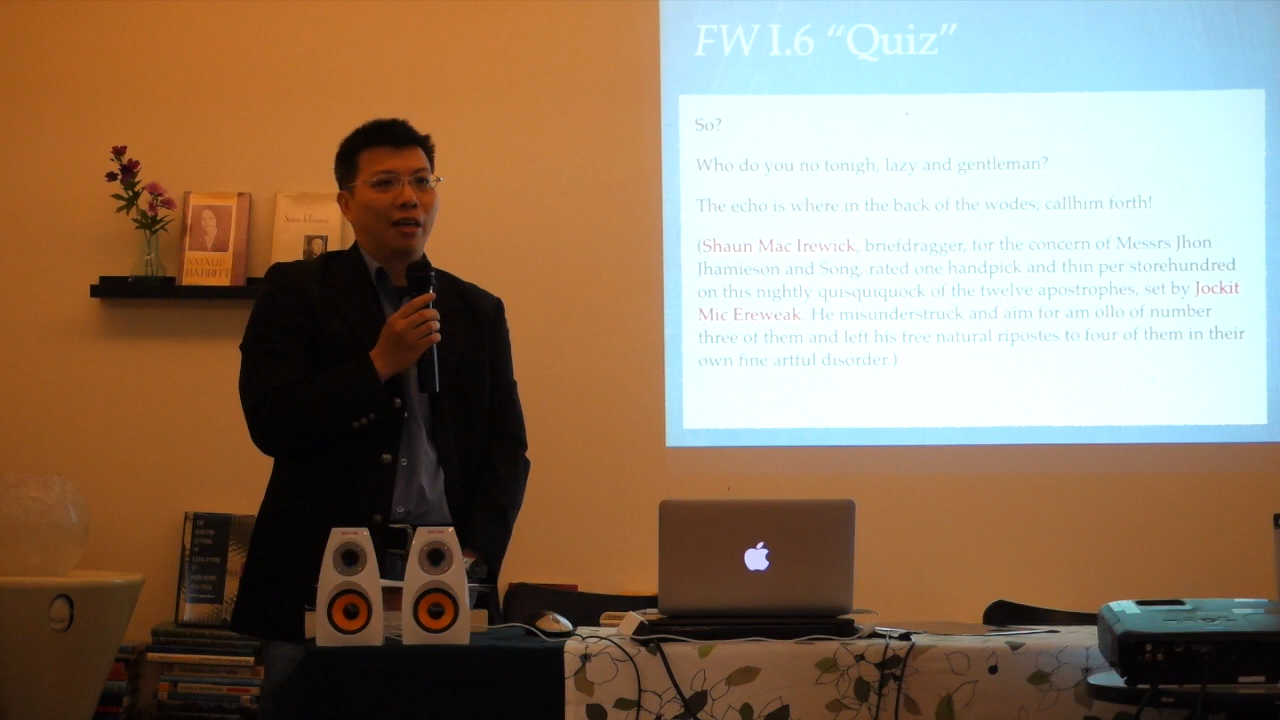 FW I.6 “Quiz”
So?
Who do you no tonigh, lazy and gentleman?
The echo is where in the back of the wodes; callhim forth!
(Shaun Mac Irewick, briefdragger, for the concern of Messrs Jhon
Jhamieson and Song, rated one handpick and thin per storehundred
on this nightly quisquiquock of the twelve apostrophes, set by Jockit
Mic Ereweak. He misunderstruck and aim for am ollo of number
three of them and left his free natural ripostes to four of them in their
own fine artful disorder.)
NATALIE
BABBITT